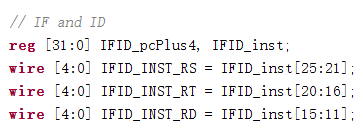 // IF and ID
reg [31:0] IFID_pcPlus4, IFID_inst;
wire [4:0] IFID_INST_RS = IFID_inst[25:21];
wire [4:0] IFID_INST_RT = IFID_inst[20:16];
wire [4:0] IFID_INST_RD = IFID_inst[15:11];